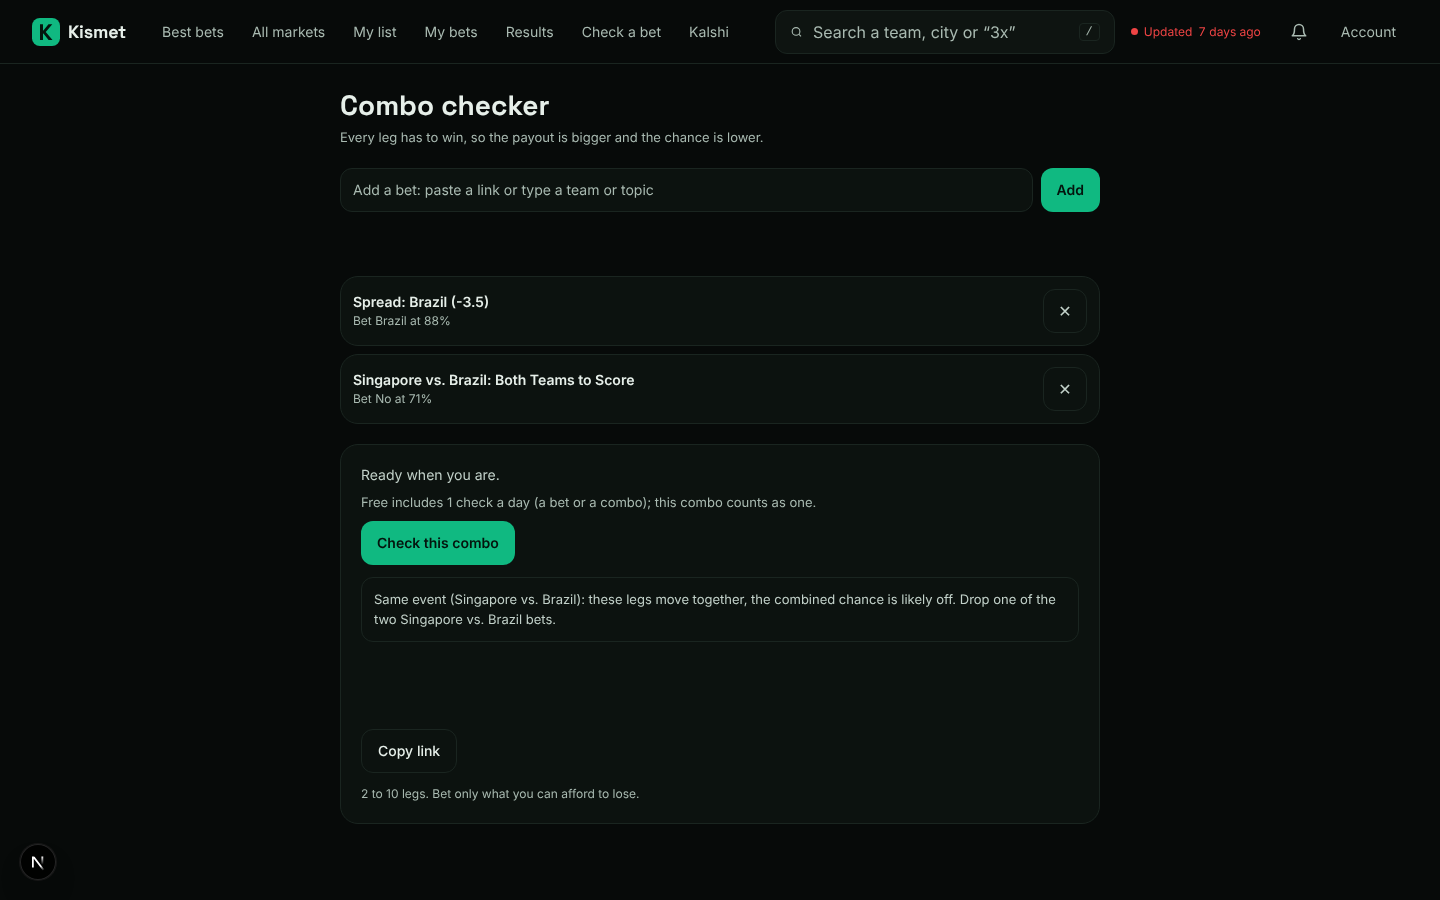 Kismet
Best bets
All markets
My list
My bets
Results
Check a bet
Kalshi
Search a team, city or “3x”
/
Updated 7 days ago
Account
Combo checker
Every leg has to win, so the payout is bigger and the chance is lower.
Add a bet: paste a link or type a team or topic
Add
Spread: Brazil (-3.5)
Bet Brazil at 88%
Singapore vs. Brazil: Both Teams to Score
Bet No at 71%
Ready when you are.
Free includes 1 check a day (a bet or a combo); this combo counts as one.
Check this combo
Same event (Singapore vs. Brazil): these legs move together, the combined chance is likely off. Drop one of the
two Singapore vs. Brazil bets.
Copy link
2 to 10 legs. Bet only what you can afford to lose.